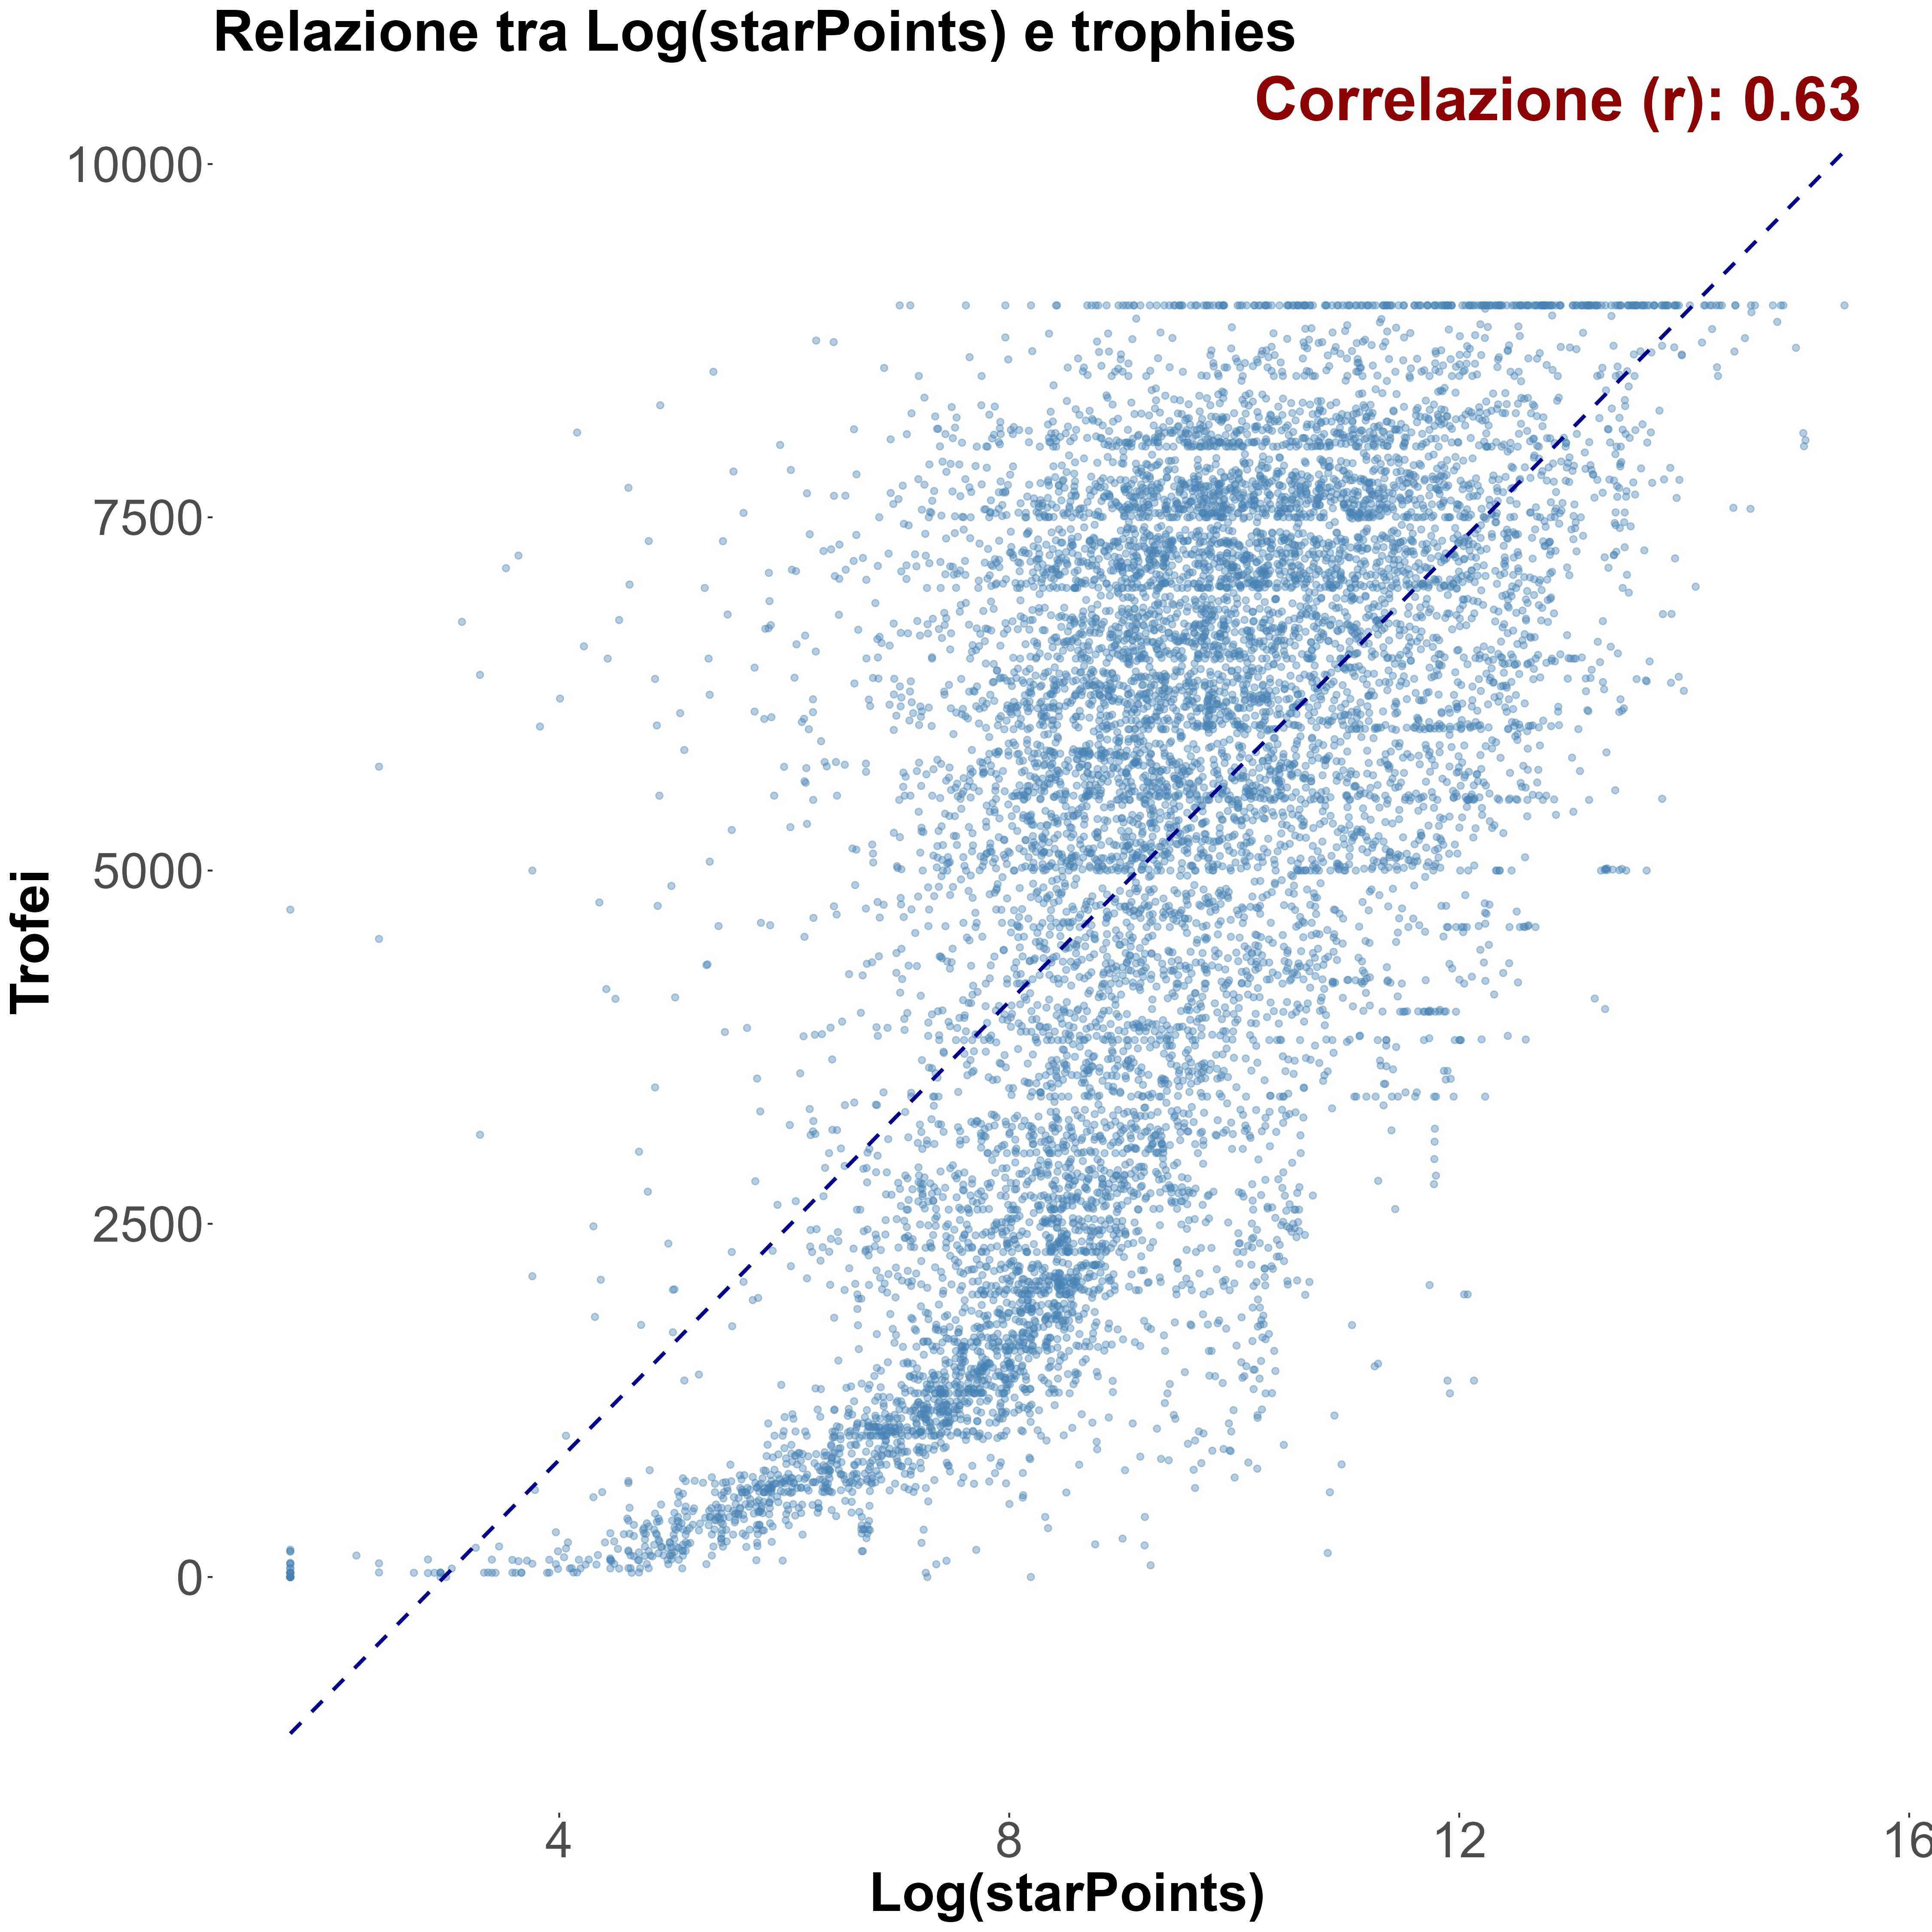 Relazione tra Log(starPoints) e trophies
Correlazione (r): 0.63
10000
7500
5000
2500
0
Trofei
4
8
12
16
Log(starPoints)